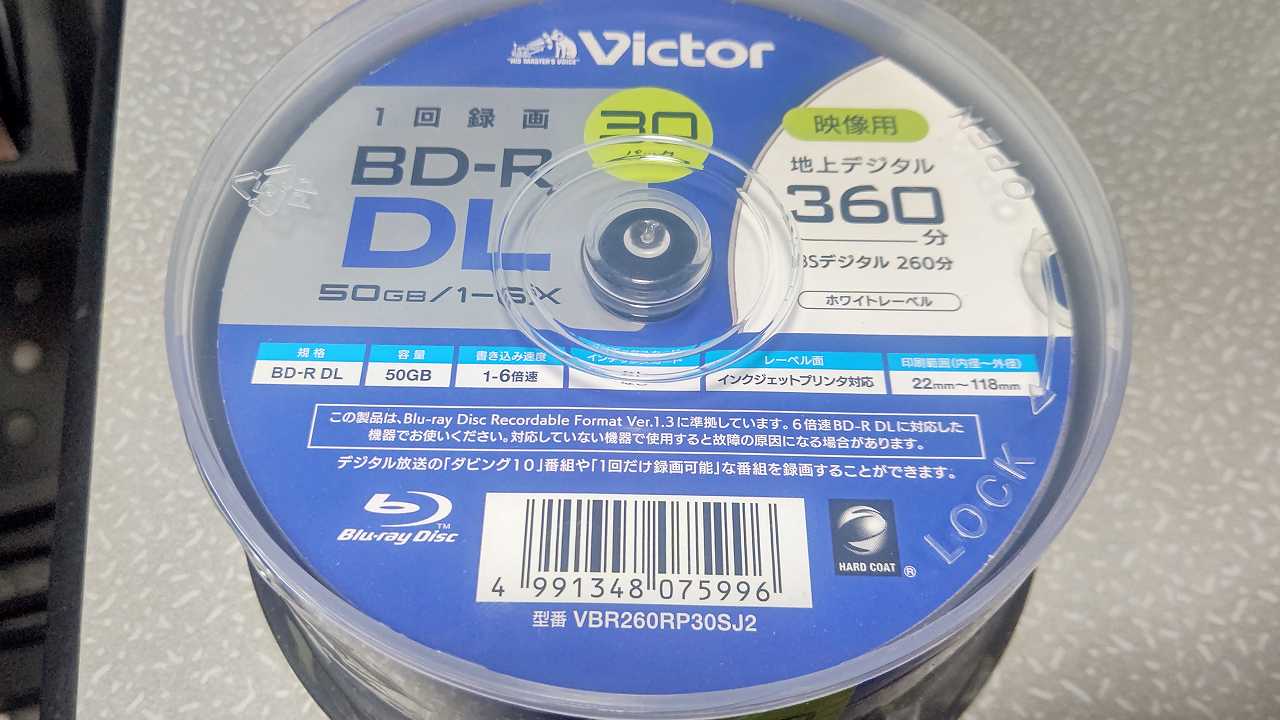 "HIS MASTER'S VOICE"
Victor
1回録画
30
パック
BD-R
DL
50GB/1-6X
映像用
地上デジタル
360
分
BSデジタル 260分
ホワイトレーベル
OPEN
規格
BD-R DL
容量
50GB
書き込み速度
1-6倍速
レーベル面
インクジェットプリンタ対応
印刷範囲(内径〜外径)
22mm〜118mm
この製品は、Blu-ray Disc Recordable Format Ver.1.3に準拠しています。6倍速BD-R DLに対応した
機器でお使いください。対応していない機器で使用すると故障の原因になる場合があります。
デジタル放送の「ダビング10」番組や「1回だけ録画可能」な番組を録画することができます。
LOCK
Blu-ray Disc™
HARD COAT®
4 991348 075996
型番 VBR260RP30SJ2